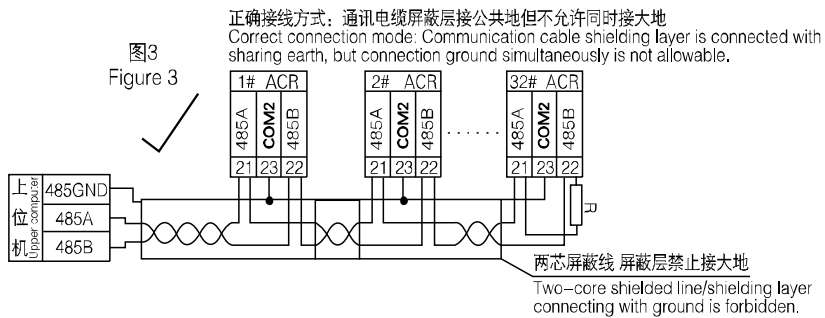 正确接线方式：通讯电缆屏蔽层接公共地但不允许同时接大地
Correct connection mode: Communication cable shielding layer is connected with
sharing earth, but connection ground simultaneously is not allowable.
图3
Figure 3
1# ACR
485A
COM2
485B
21 23 22
2# ACR
485A
COM2
485B
21 23 22
......
32# ACR
485A
COM2
485B
21 23 22
上位机
Upper computer
485GND
485A
485B
R
两芯屏蔽线 屏蔽层禁止接大地
Two-core shielded line/shielding layer
connecting with ground is forbidden.